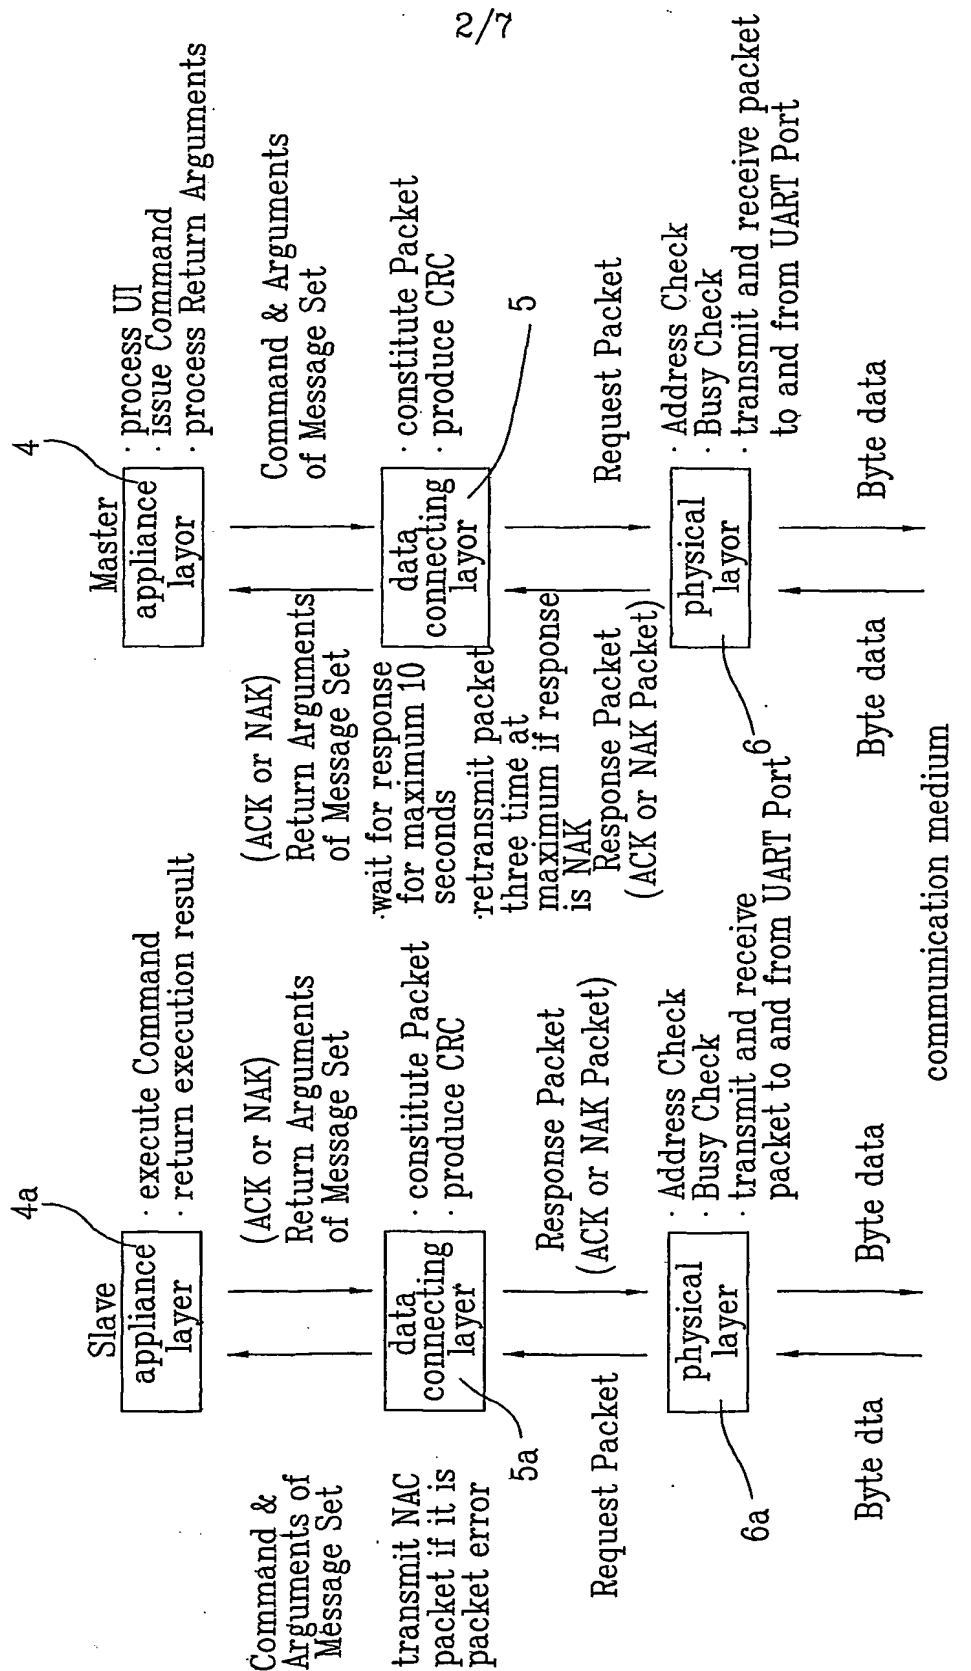 2/7
Slave
4a
appliance
layer
· execute Command
· return execution result
Command &
Arguments of
Message Set
(ACK or NAK)
Return Arguments
of Message Set
data
connecting
layer
5a
· constitute Packet
· produce CRC
transmit NAC
packet if it is
packet error
Request Packet
Response Packet
(ACK or NAK Packet)
physical
layer
6a
· Address Check
· Busy Check
· transmit and receive
packet to and from UART Port
Byte dta
Byte data
Master
4
appliance
layor
· process UI
· issue Command
· process Return Arguments
(ACK or NAK)
Return Arguments
of Message Set
Command & Arguments
of Message Set
data
connecting
layor
5
· constitute Packet
· produce CRC
·wait for response
for maximum 10
seconds
·retransmit packet
three time at
maximum if response
is NAK
Response Packet
(ACK or NAK Packet)
Request Packet
physical
layor
6
· Address Check
· Busy Check
· transmit and receive packet
to and from UART Port
Byte data
Byte data
communication medium